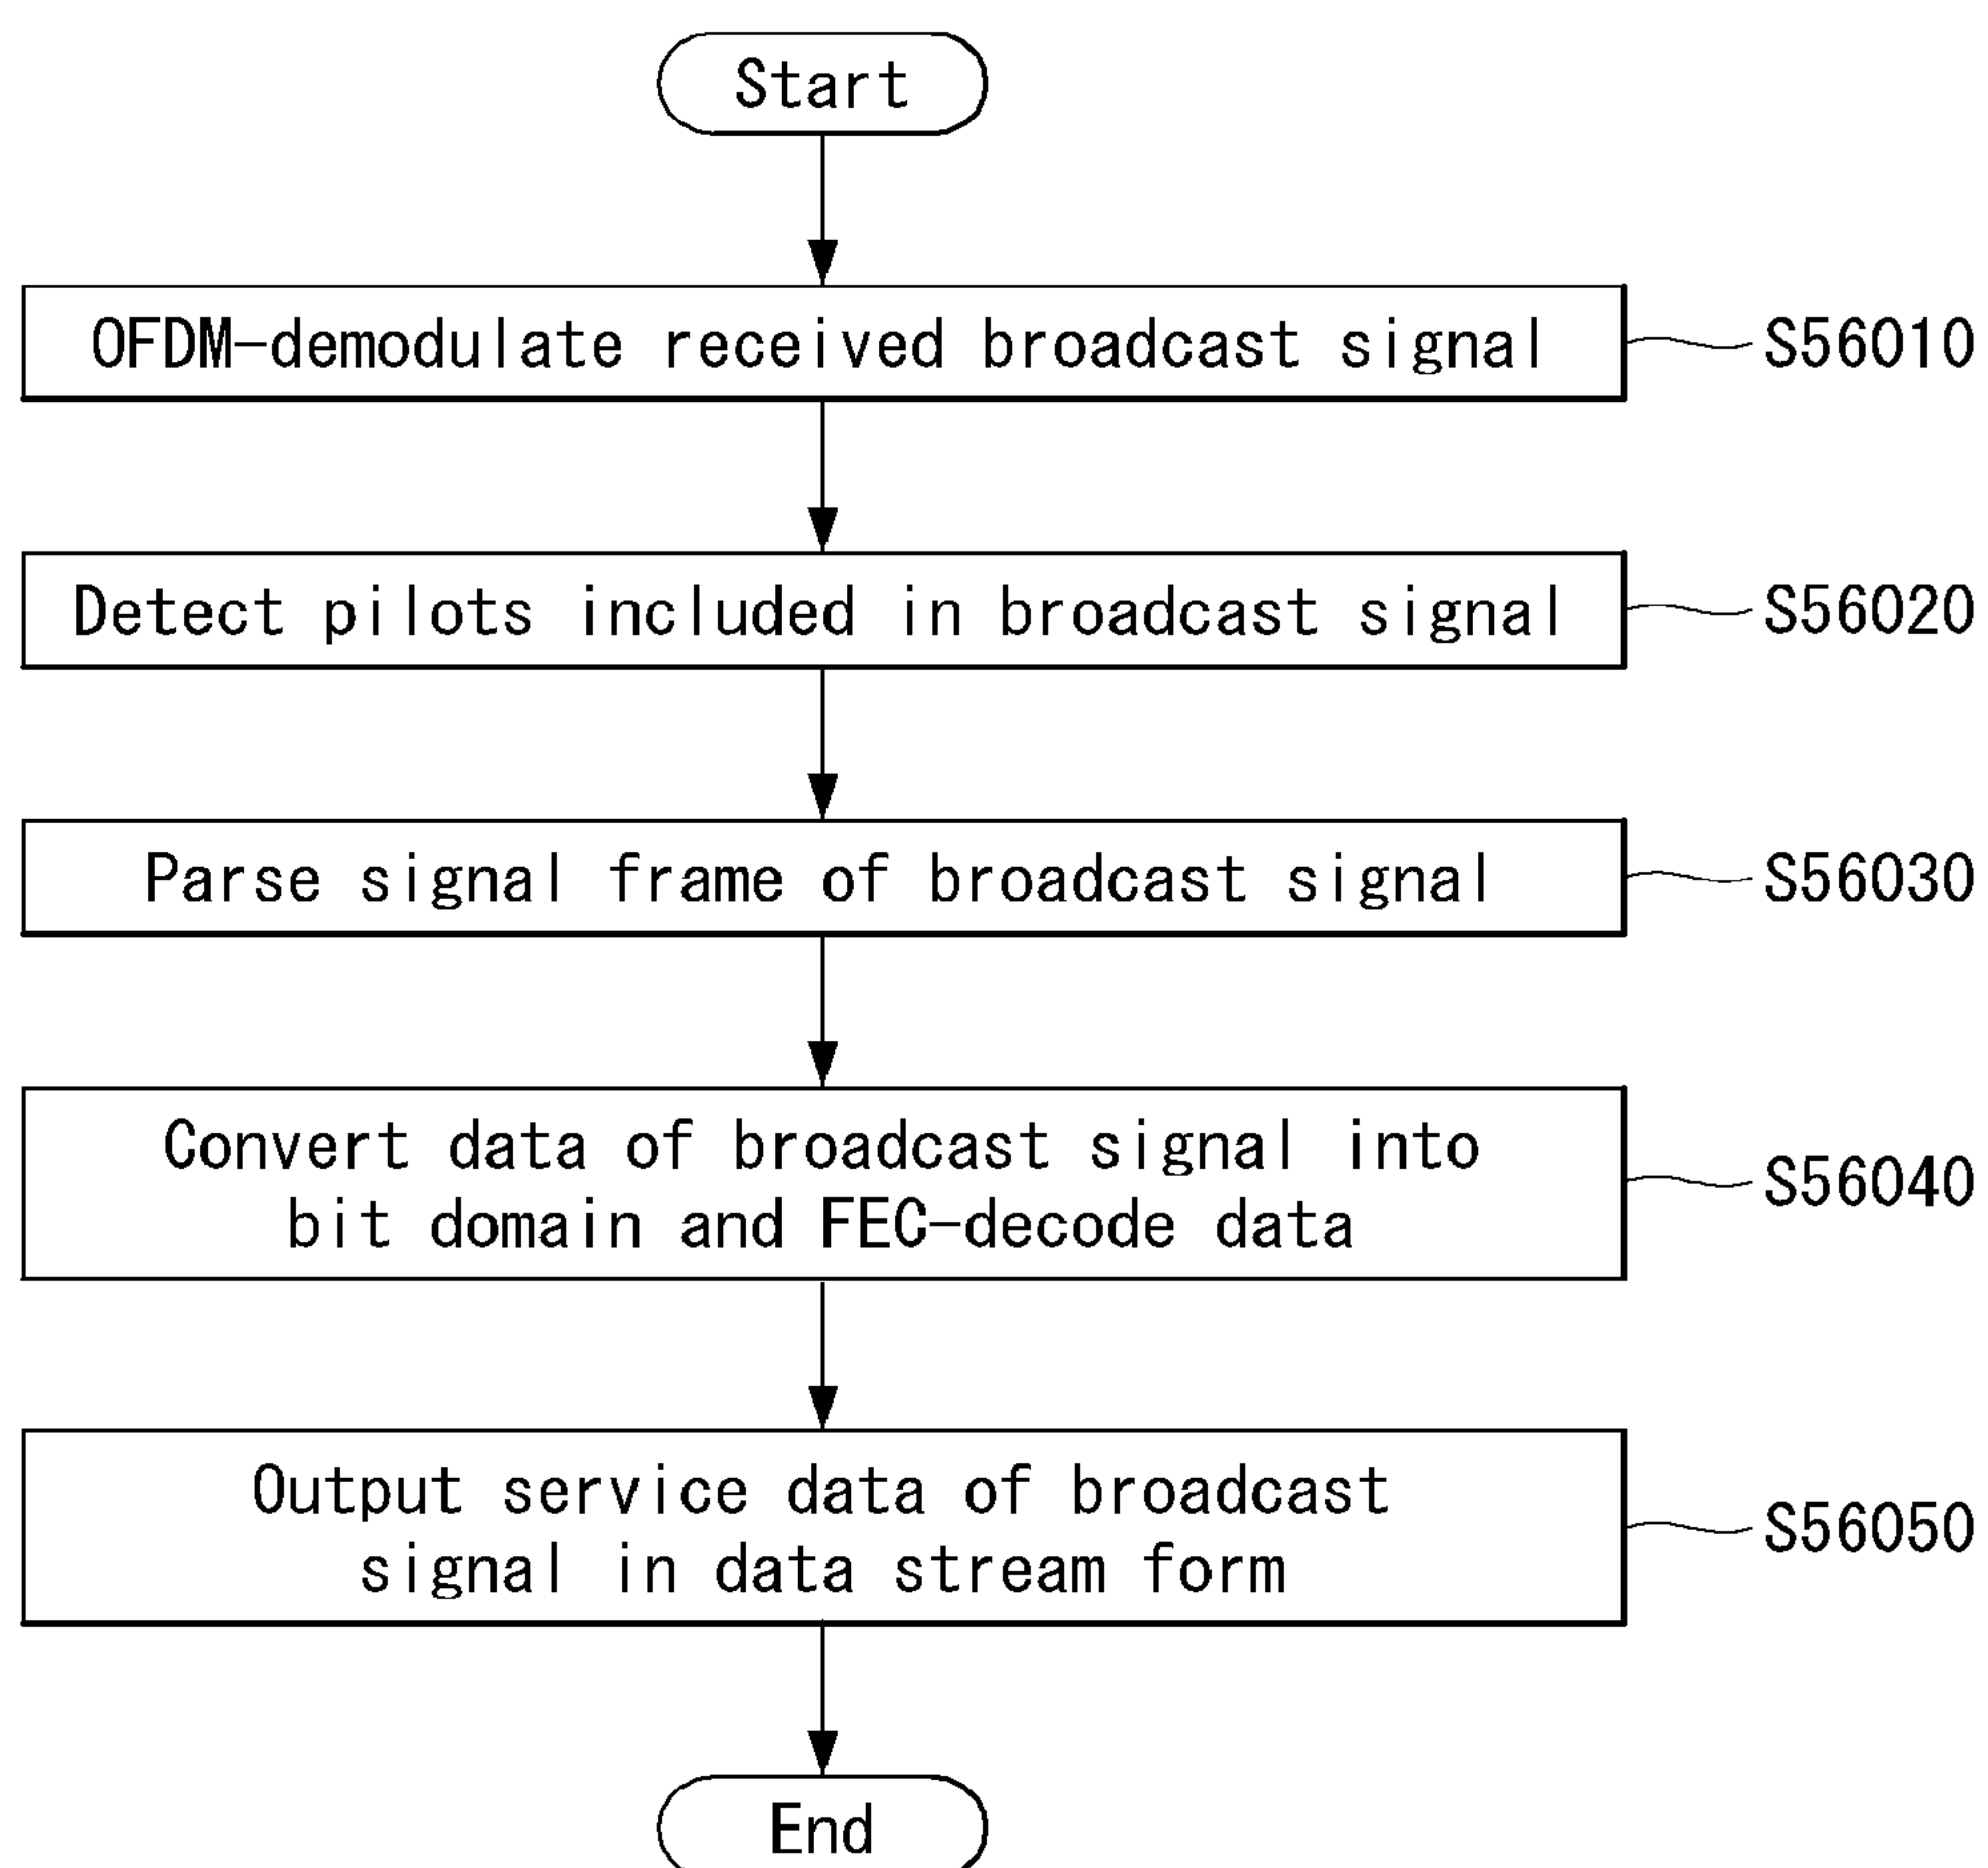 Start
OFDM-demodulate received broadcast signal
S56010
Detect pilots included in broadcast signal
S56020
Parse signal frame of broadcast signal
S56030
Convert data of broadcast signal into
bit domain and FEC-decode data
S56040
Output service data of broadcast
signal in data stream form
S56050
End